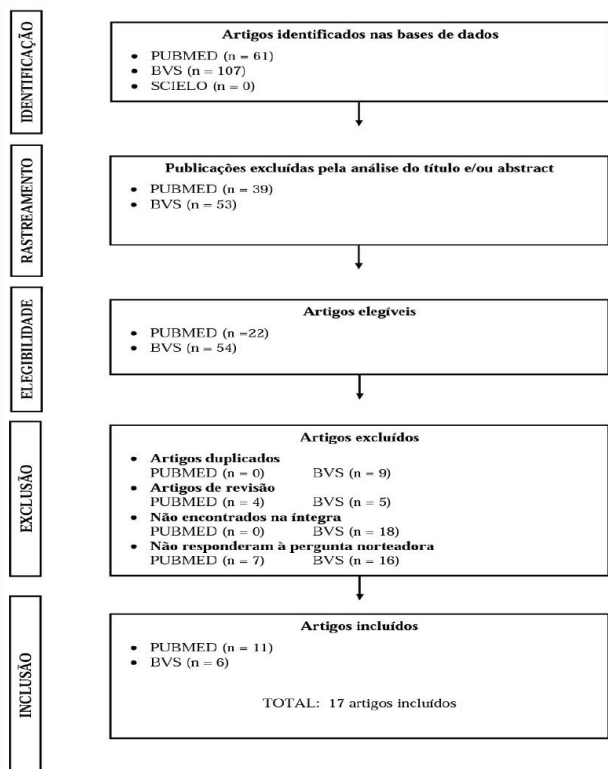 IDENTIFICAÇÃO
Artigos identificados nas bases de dados
• PUBMED (n = 61)
• BVS (n = 107)
• SCIELO (n = 0)
RASTREAMENTO
Publicações excluídas pela análise do título e/ou abstract
• PUBMED (n = 39)
• BVS (n = 53)
ELEGIBILIDADE
Artigos elegíveis
• PUBMED (n =22)
• BVS (n = 54)
EXCLUSÃO
Artigos excluídos
• Artigos duplicados
PUBMED (n = 0) BVS (n = 9)
• Artigos de revisão
PUBMED (n = 4) BVS (n = 5)
• Não encontrados na íntegra
PUBMED (n = 0) BVS (n = 18)
• Não responderam à pergunta norteadora
PUBMED (n = 7) BVS (n = 16)
INCLUSÃO
Artigos incluídos
• PUBMED (n = 11)
• BVS (n = 6)
TOTAL: 17 artigos incluídos